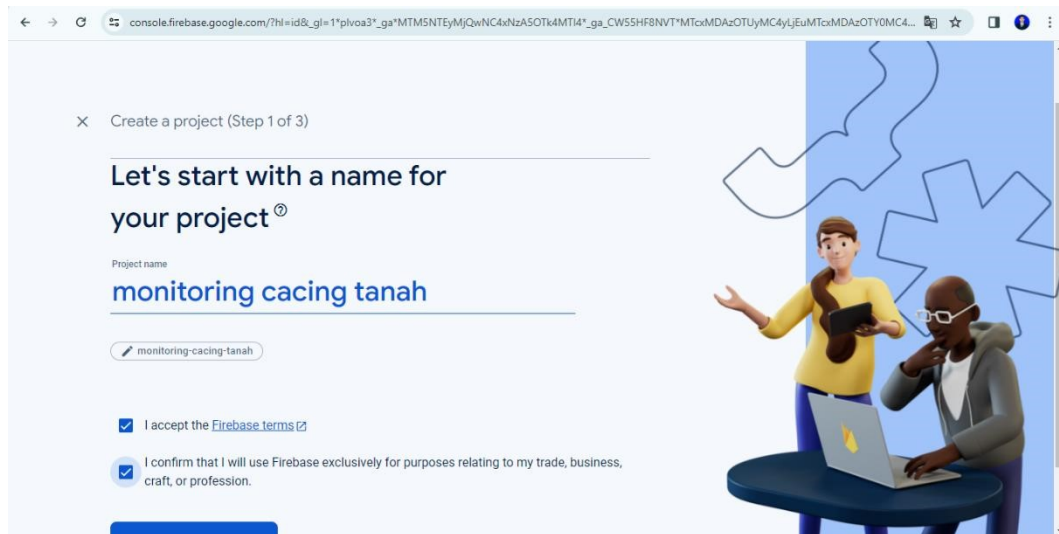 console.firebase.google.com/?hl=id&_gl=1*plvoa3*_ga*MTM5NTEyMjQwNC4xNzA5OTk4MTI4*_ga_CW55HF8NVT*MTcxMDAzOTUyMC4yLjEuMTcxMDAzOTY0MC4...
Create a project (Step 1 of 3)
Let's start with a name for
your project
Project name
monitoring cacing tanah
monitoring-cacing-tanah
I accept the Firebase terms
I confirm that I will use Firebase exclusively for purposes relating to my trade, business,
craft, or profession.